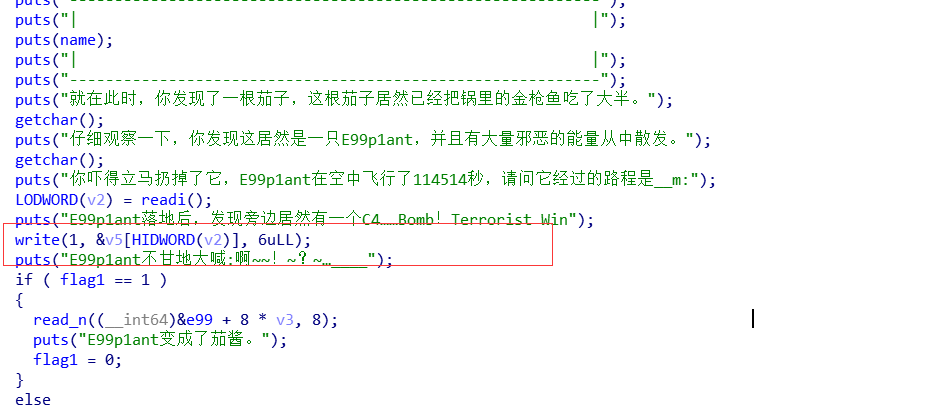 puts("---------------------------------------------------------");
puts("|                                                        |");
puts(name);
puts("|                                                        |");
puts("---------------------------------------------------------");
puts("就在此时，你发现了一根茄子，这根茄子居然已经把锅里的金枪鱼吃了大半。");
getchar();
puts("仔细观察一下，你发现这居然是一只E99p1ant，并且有大量邪恶的能量从中散发。");
getchar();
puts("你吓得立马扔掉了它，E99p1ant在空中飞行了114514秒，请问它经过的路程是__m:");
LODWORD(v2) = readi();
puts("E99p1ant落地后，发现旁边居然有一个C4……Bomb！Terrorist Win");
write(1, &v5[HIDWORD(v2)], 6uLL);
puts("E99p1ant不甘地大喊:啊~~！~？~…____");
if ( flag1 == 1 )
{
read_n((__int64)&e99 + 8 * v3, 8);
puts("E99p1ant变成了茄酱。");
flag1 = 0;
}
else